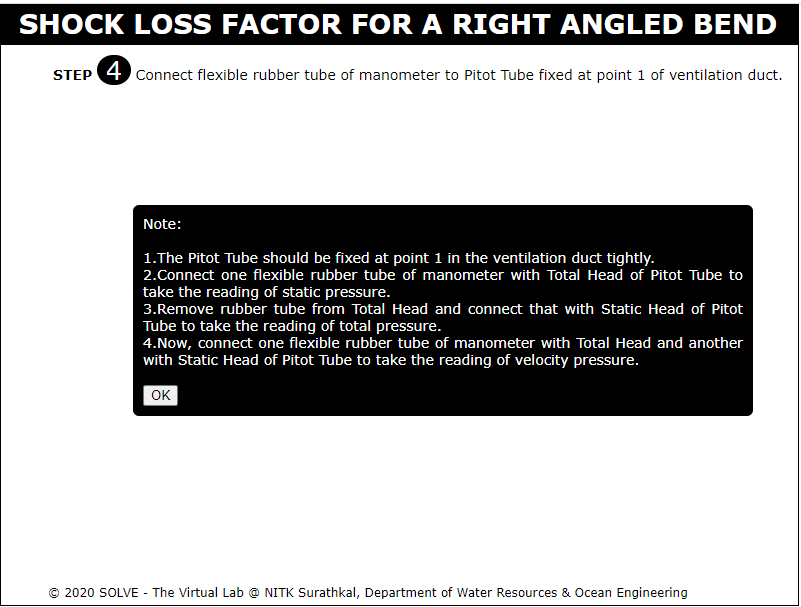 SHOCK LOSS FACTOR FOR A RIGHT ANGLED BEND
STEP 4 Connect flexible rubber tube of manometer to Pitot Tube fixed at point 1 of ventilation duct.
Note:
1.The Pitot Tube should be fixed at point 1 in the ventilation duct tightly.
2.Connect one flexible rubber tube of manometer with Total Head of Pitot Tube to
take the reading of static pressure.
3.Remove rubber tube from Total Head and connect that with Static Head of Pitot
Tube to take the reading of total pressure.
4.Now, connect one flexible rubber tube of manometer with Total Head and another
with Static Head of Pitot Tube to take the reading of velocity pressure.
OK
© 2020 SOLVE - The Virtual Lab @ NITK Surathkal, Department of Water Resources & Ocean Engineering